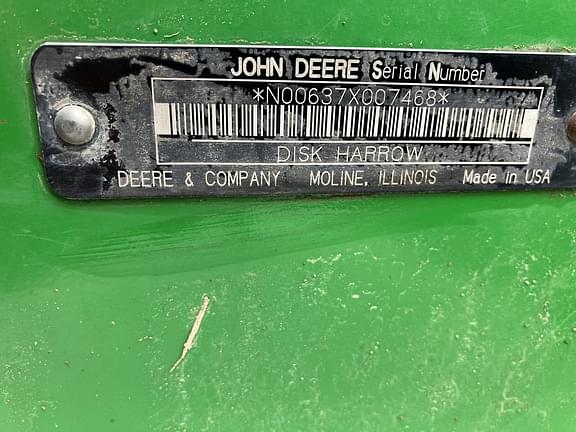 JOHN DEERE Serial Number
*N00637X007468*
DISK HARROW
DEERE & COMPANY MOLINE, ILLINOIS Made in USA